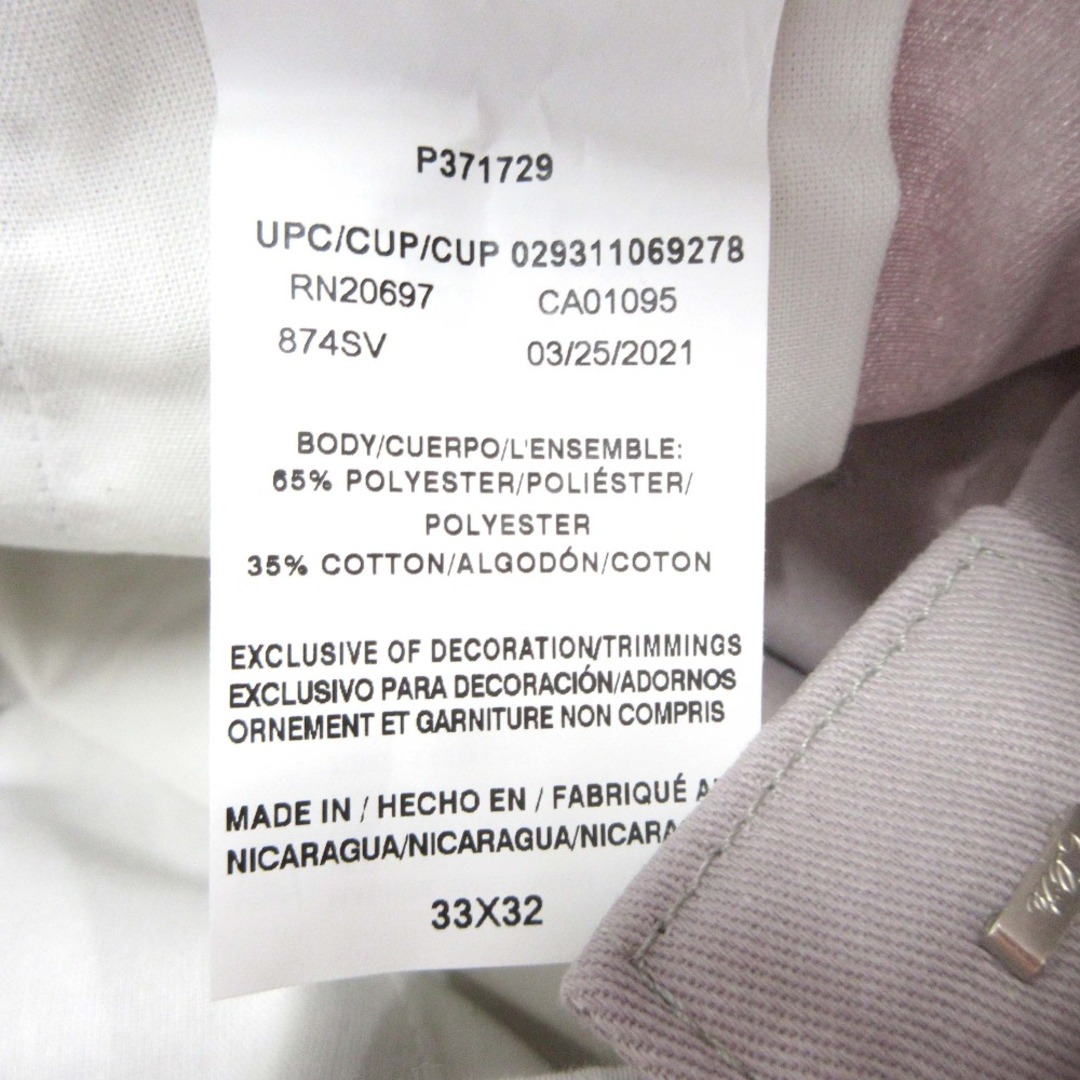 P371729
UPC/CUP/CUP 029311069278
RN20697 CA01095
874SV 03/25/2021
BODY/CUERPO/L'ENSEMBLE:
65% POLYESTER/POLIÉSTER/
POLYESTER
35% COTTON/ALGODÓN/COTON
EXCLUSIVE OF DECORATION/TRIMMINGS
EXCLUSIVO PARA DECORACIÓN/ADORNOS
ORNEMENT ET GARNITURE NON COMPRIS
MADE IN / HECHO EN / FABRIQUÉ
NICARAGUA/NICARAGUA/
33X32